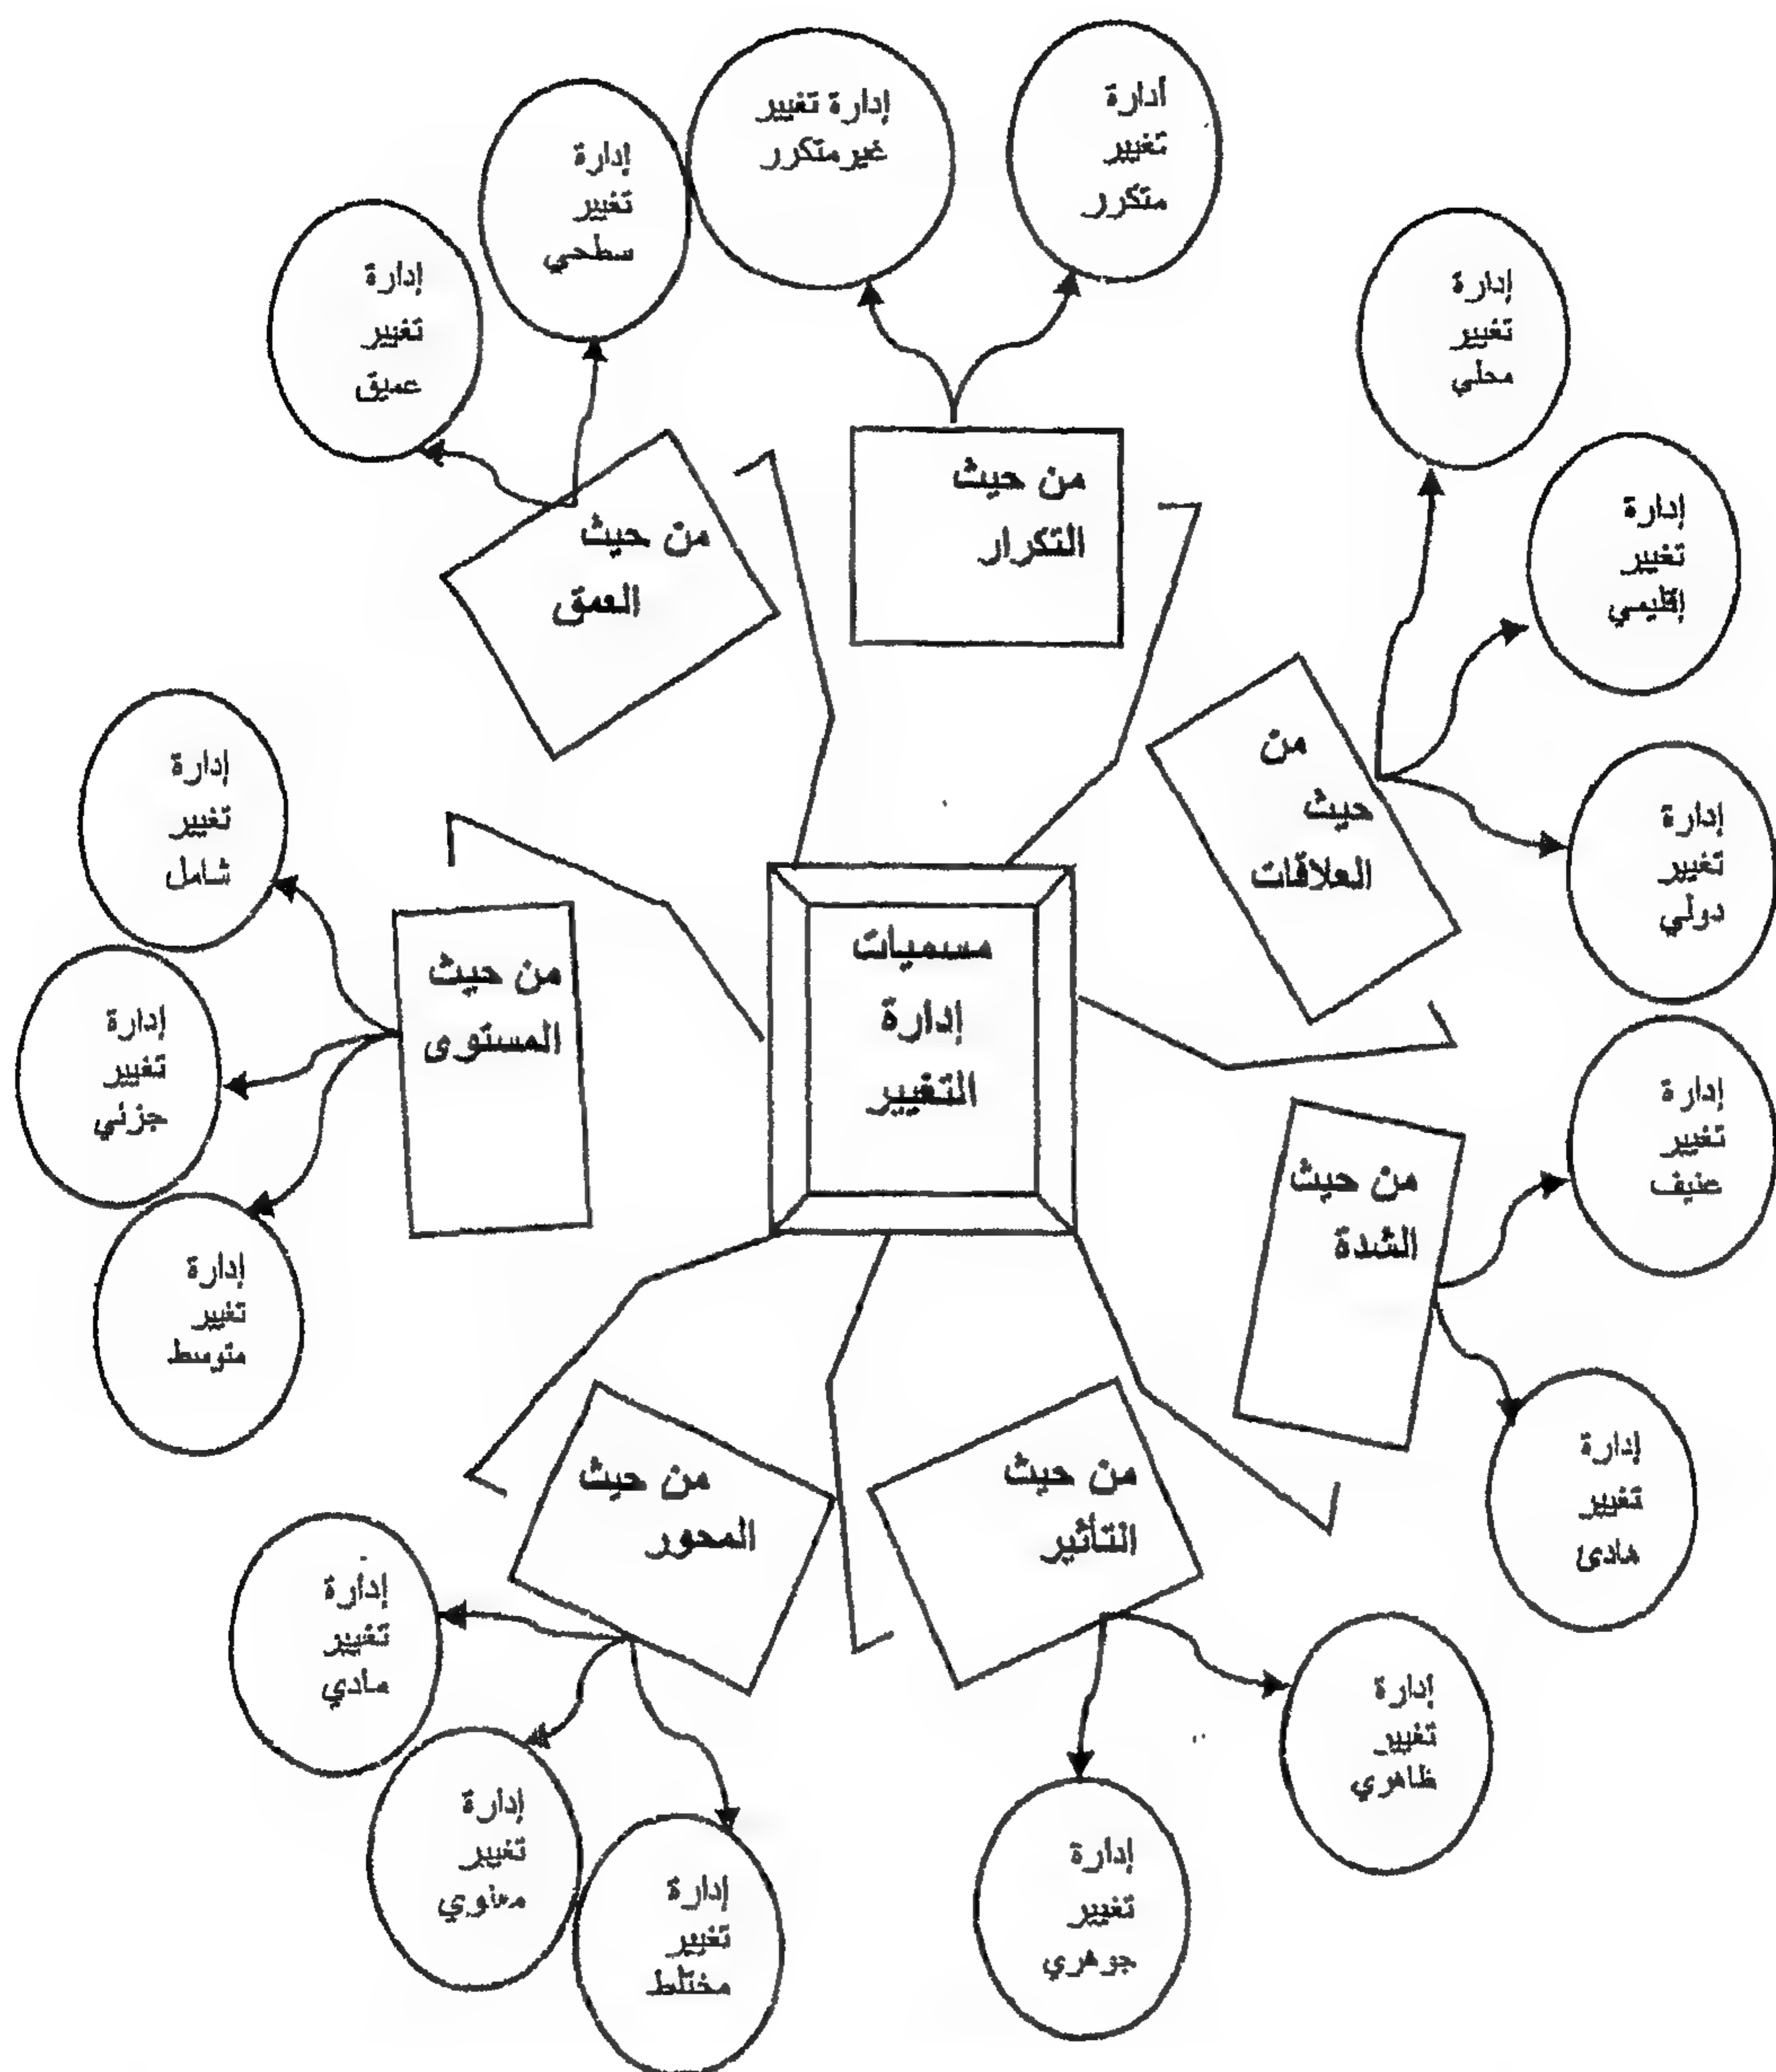 مسميات
إدارة
التغيير
من حيث
التكرار
أدارة
تغيير
متكرر
إدارة تغيير
غير متكرر
من
حيث
العلاقات
إدارة
تغيير
محلي
إدارة
تغيير
إقليمي
إدارة
تغيير
دولي
من حيث
الشدة
إدارة
تغيير
عنيف
إدارة
تغيير
هادئ
من حيث
التأثير
إدارة
تغيير
ظاهري
إدارة
تغيير
جوهري
من حيث
المحور
إدارة
تغيير
مختلط
إدارة
تغيير
معنوي
إدارة
تغيير
مادي
من حيث
المستوى
إدارة
تغيير
شامل
إدارة
تغيير
جزئي
إدارة
تغيير
متوسط
من حيث
العمق
إدارة
تغيير
سطحي
إدارة
تغيير
عميق